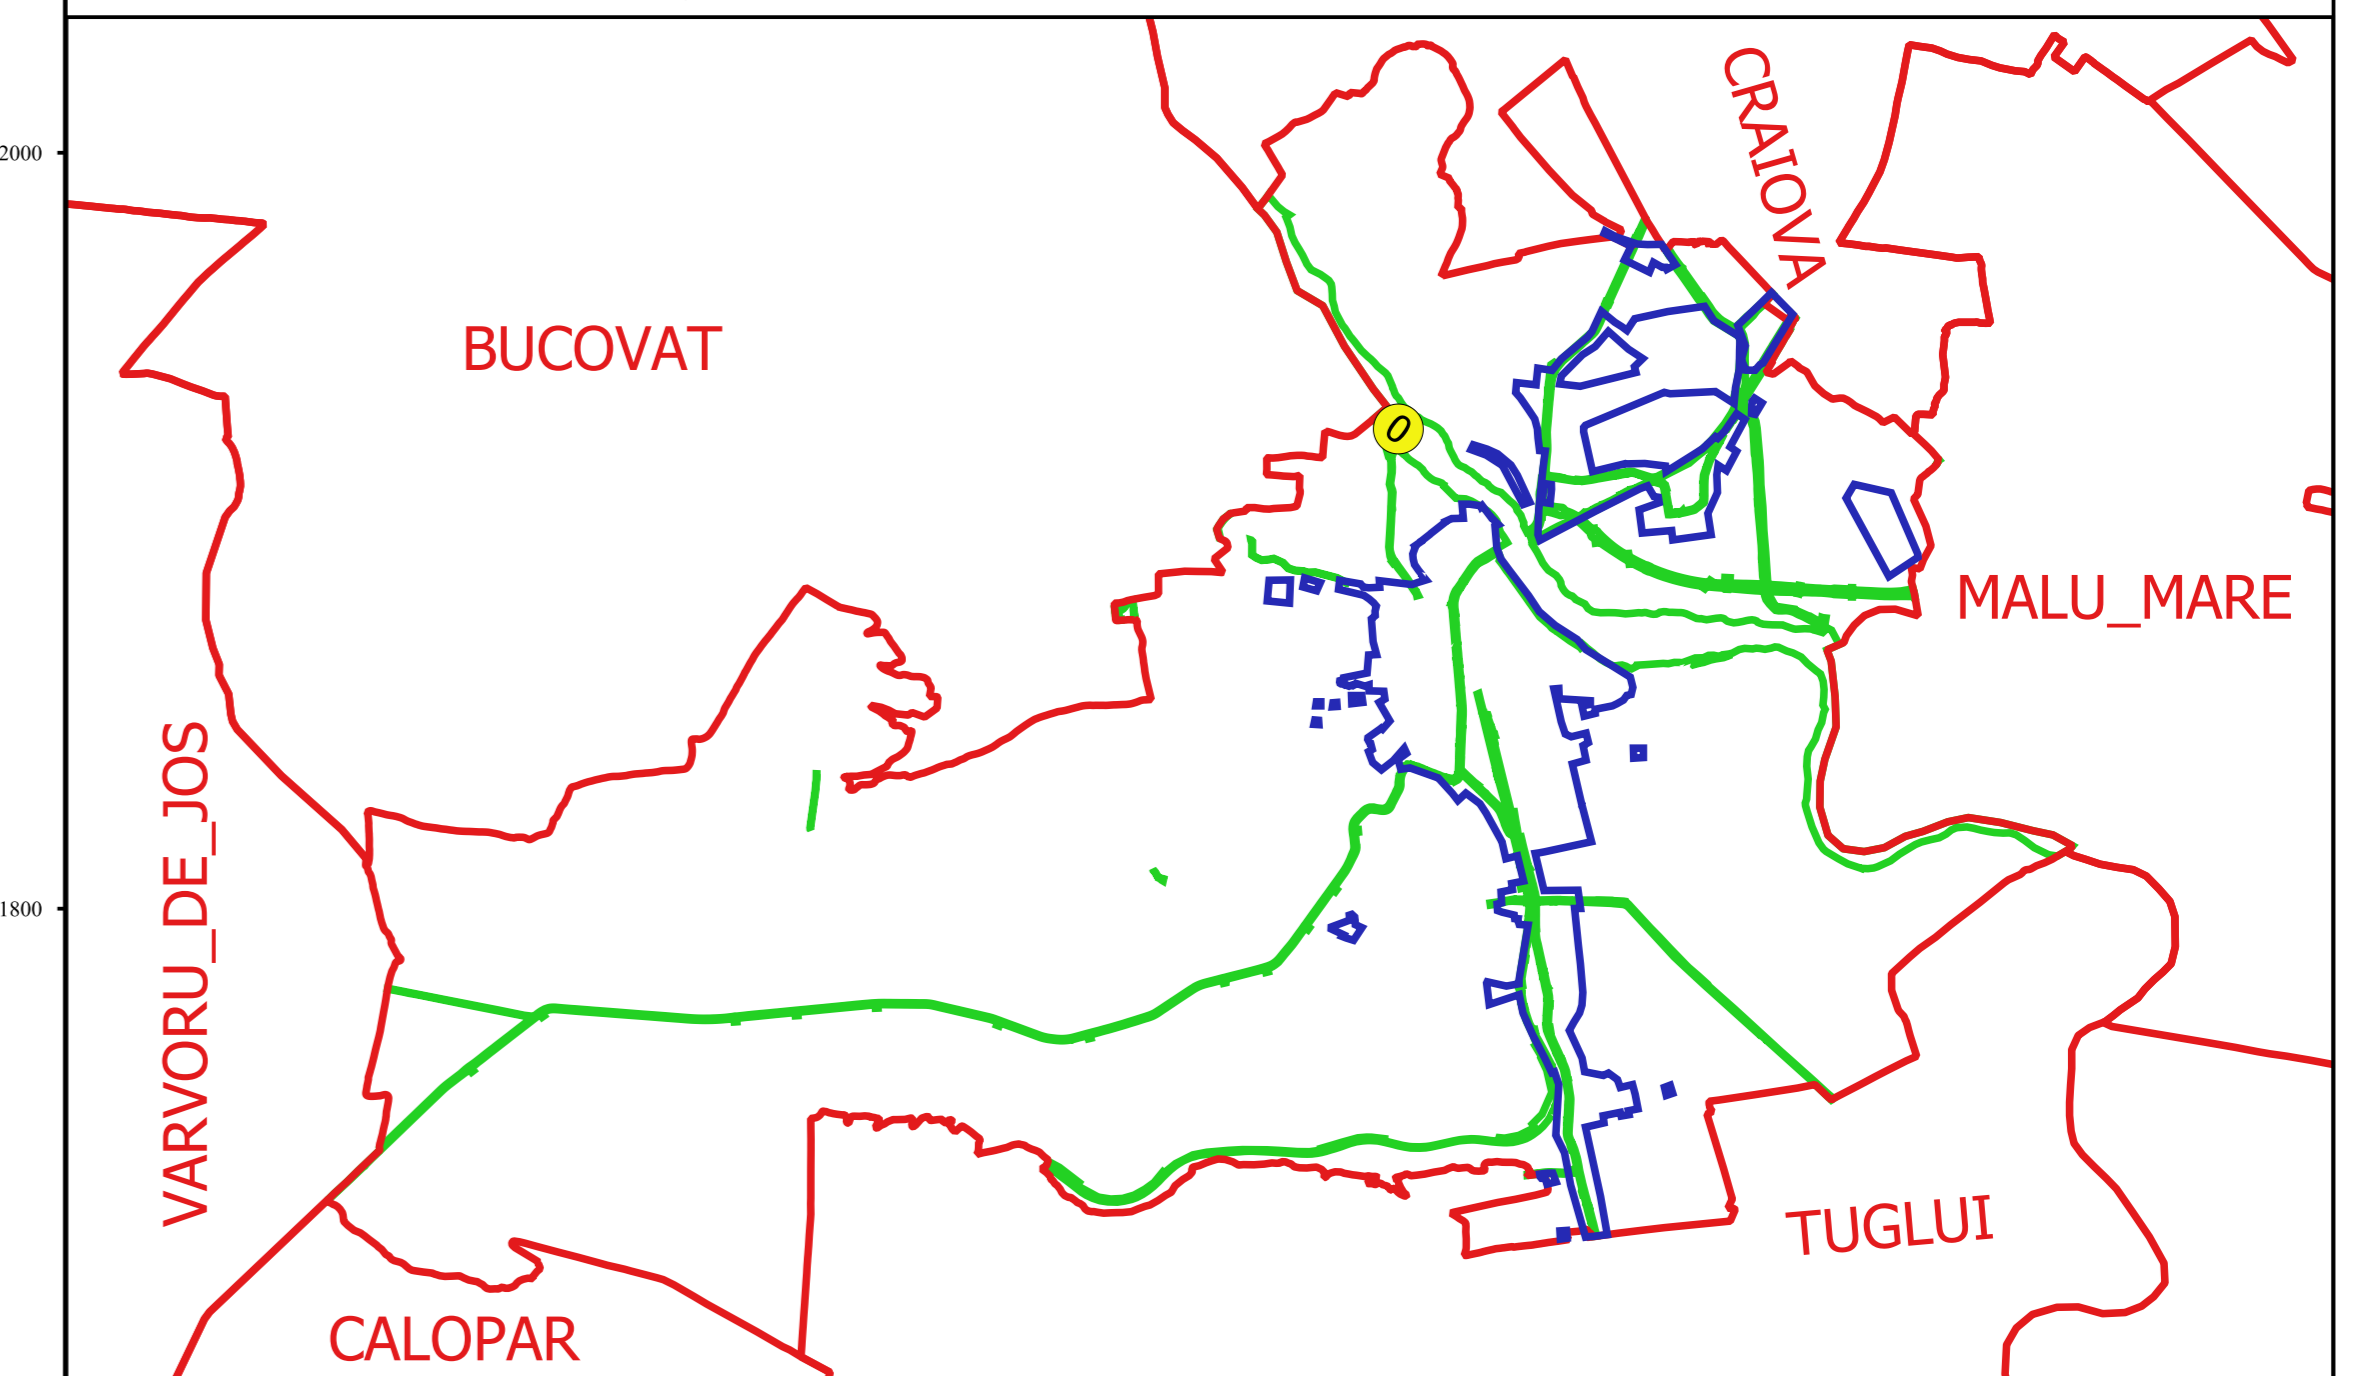 2000
CRAIOVA
BUCOVAT
0
MALU_MARE
VARVORU_DE_JOS
1800
TUGLUI
CALOPAR